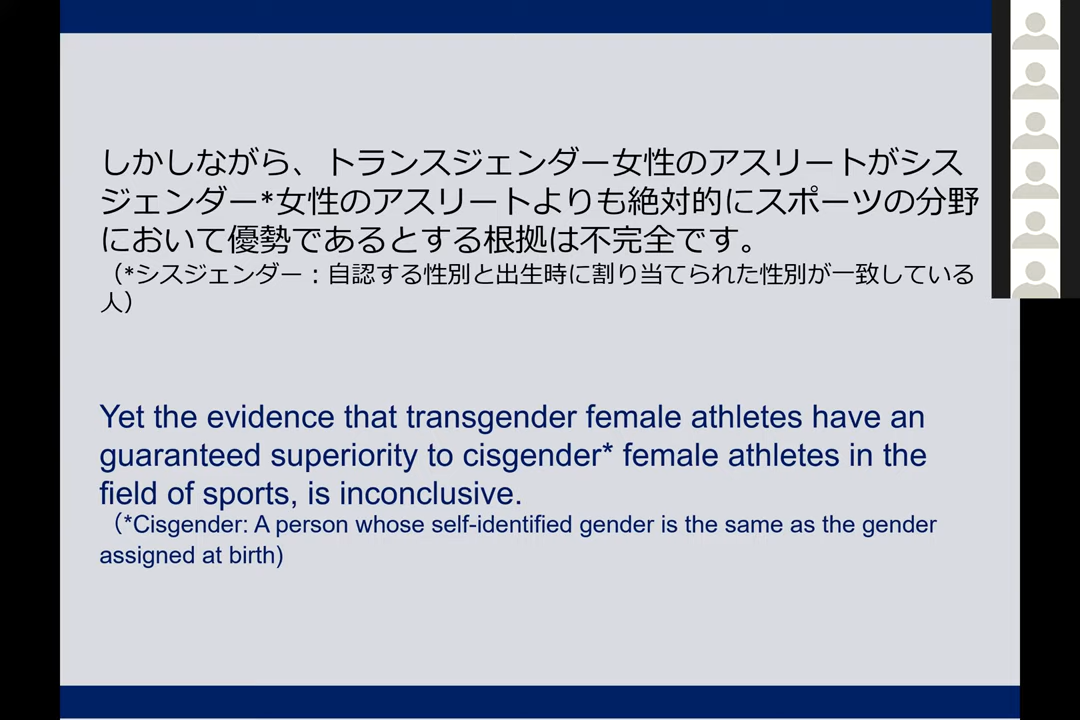 しかしながら、トランスジェンダー女性のアスリートがシス
ジェンダー*女性のアスリートよりも絶対的にスポーツの分野
において優勢であるとする根拠は不完全です。
（*シスジェンダー：自認する性別と出生時に割り当てられた性別が一致している
人）
Yet the evidence that transgender female athletes have an
guaranteed superiority to cisgender* female athletes in the
field of sports, is inconclusive.
（*Cisgender: A person whose self-identified gender is the same as the gender
assigned at birth)